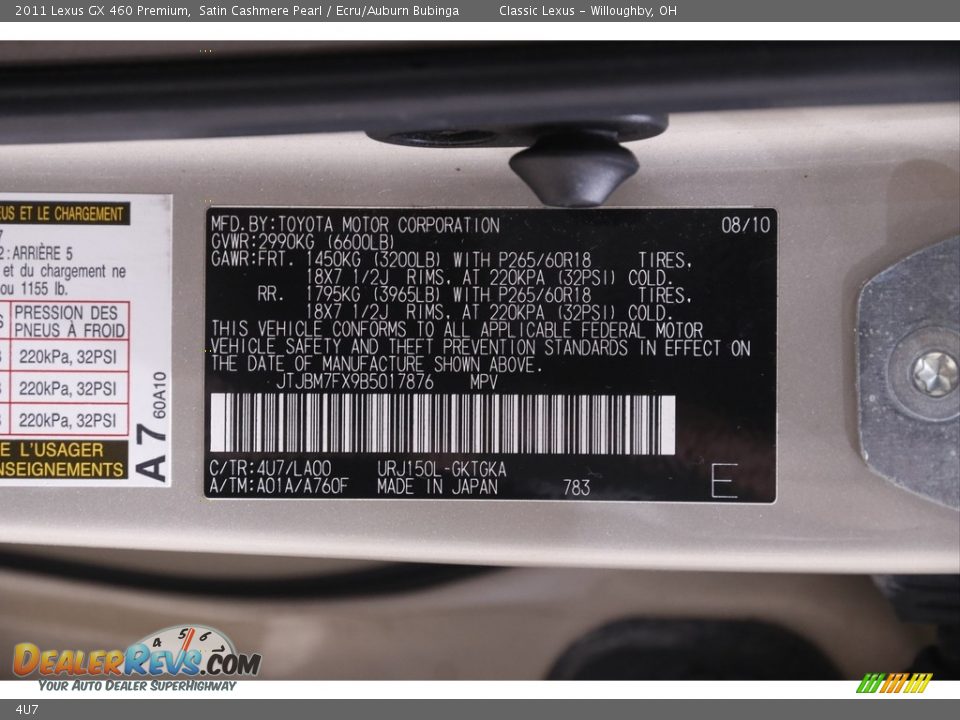 2011 Lexus GX 460 Premium, Satin Cashmere Pearl / Ecru/Auburn Bubinga Classic Lexus - Willoughby, OH
EUS ET LE CHARGEMENT
7
2: ARRIÈRE 5
et du chargement ne
ou 1155 lb.
PRESSION DES
PNEUS À FROID
220kPa, 32PSI
220kPa, 32PSI
220kPa, 32PSI
E L'USAGER
NSEIGNEMENTS
A7 60A10
MFD.BY:TOYOTA MOTOR CORPORATION 08/10
GVWR:2990KG (6600LB)
GAWR:FRT. 1450KG (3200LB) WITH P265/60R18 TIRES,
18X7 1/2J RIMS, AT 220KPA (32PSI) COLD.
RR. 1795KG (3965LB) WITH P265/60R18 TIRES,
18X7 1/2J RIMS, AT 220KPA (32PSI) COLD.
THIS VEHICLE CONFORMS TO ALL APPLICABLE FEDERAL MOTOR
VEHICLE SAFETY AND THEFT PREVENTION STANDARDS IN EFFECT ON
THE DATE OF MANUFACTURE SHOWN ABOVE.
JTJBM7FX9B5017876 MPV
C/TR:4U7/LA00 URJ150L-GKTGKA
A/TM:A01A/A760F MADE IN JAPAN 783 E
4 5 6
DEALERREVS.COM
YOUR AUTO DEALER SUPERHIGHWAY
4U7